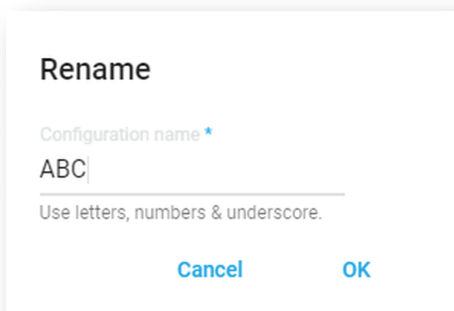 Rename
Configuration name *
ABC
Use letters, numbers & underscore.
Cancel OK